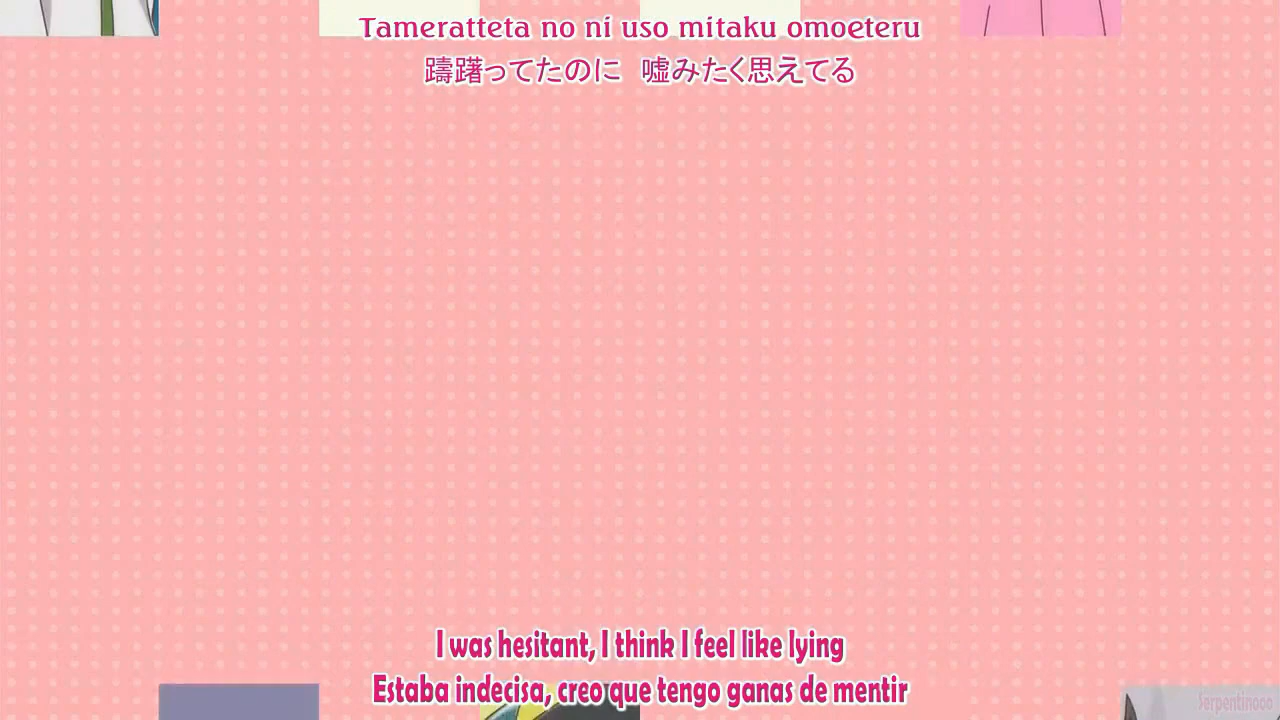 Tameratteta no ni uso mitaku omoeteru
躊躇ってたのに　嘘みたく思えてる
I was hesitant, I think I feel like lying
Estaba indecisa, creo que tengo ganas de mentir
Serpentinooo